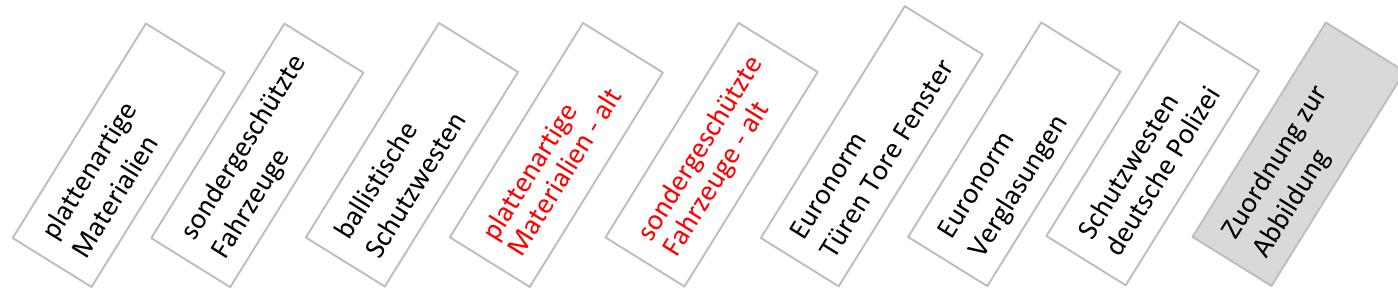 plattenartige
Materialien
sondergeschützte
Fahrzeuge
ballistische
Schutzwesten
plattenartige
Materialien - alt
sondergeschützte
Fahrzeuge - alt
Euronorm
Türen Tore Fenster
Euronorm
Verglasungen
Schutzwesten
deutsche Polizei
Zuordnung zur
Abbildung